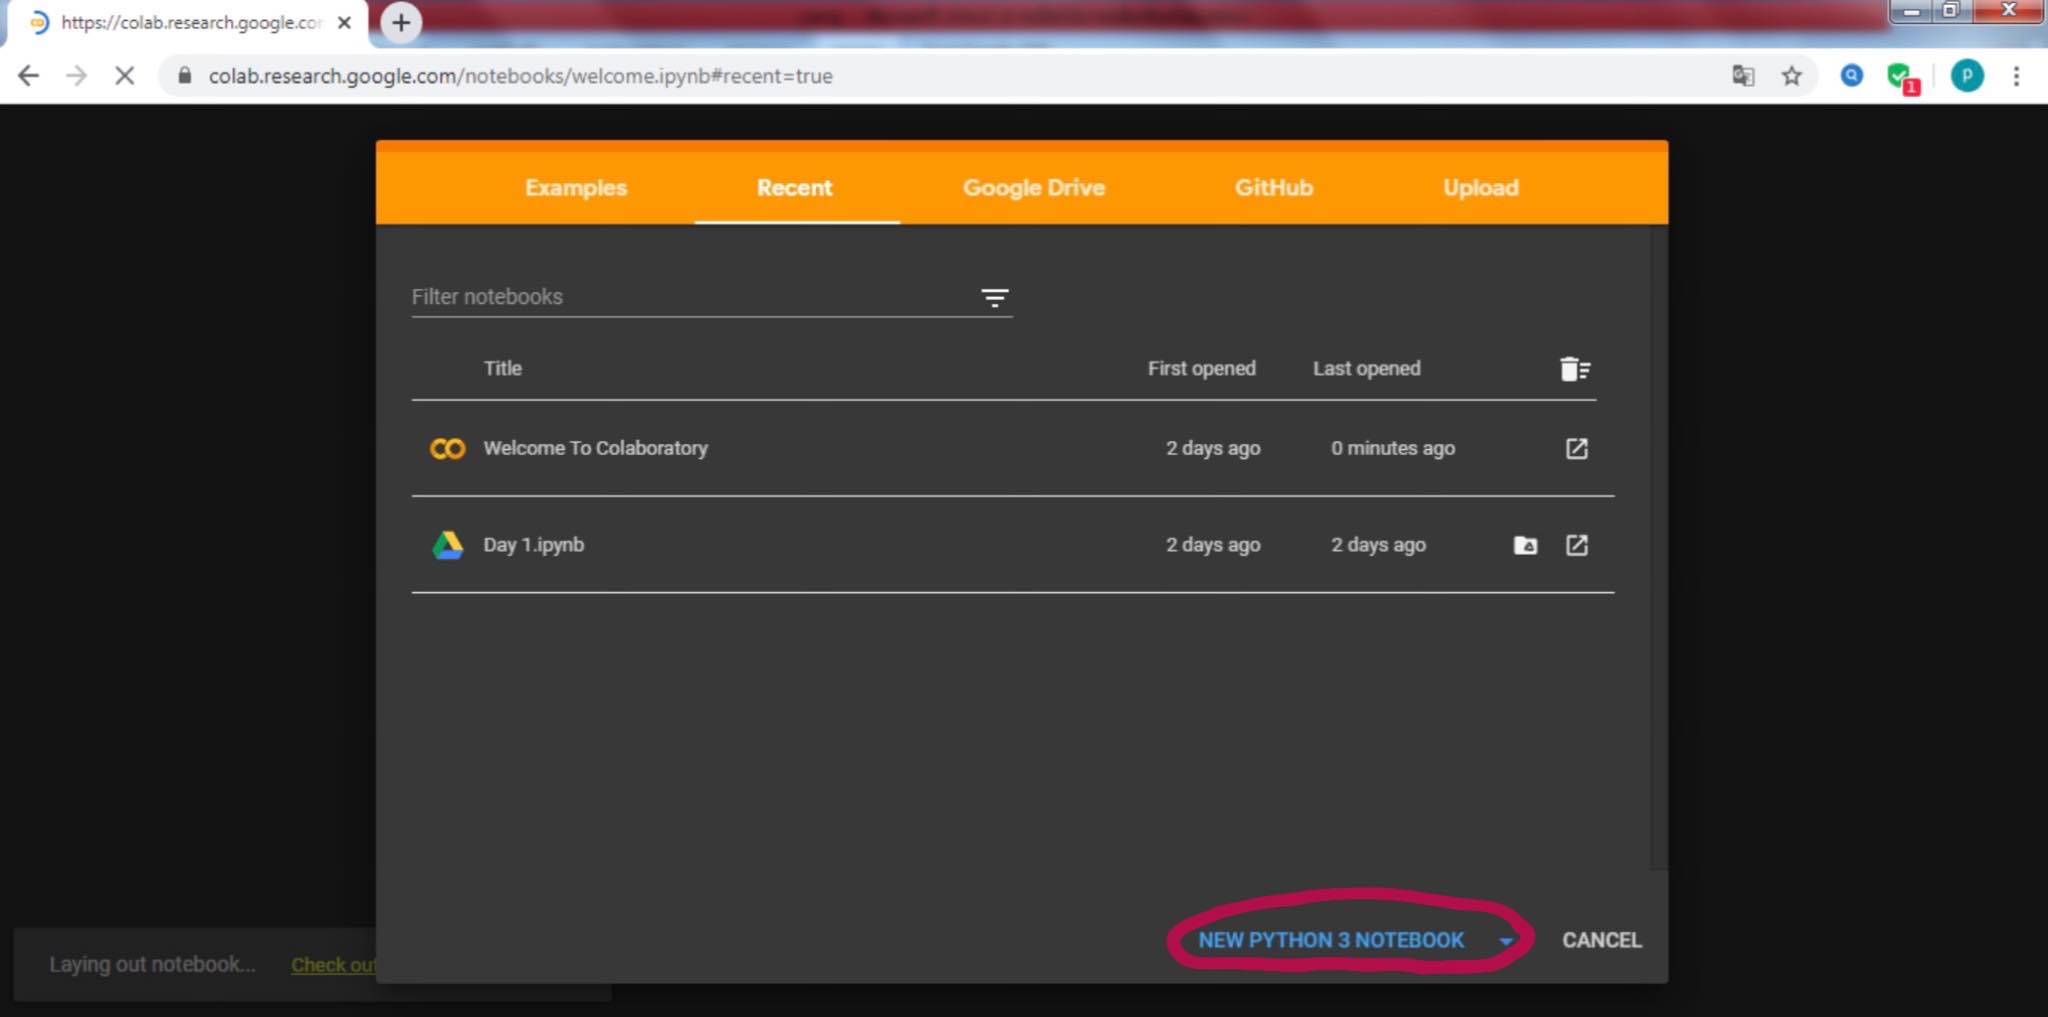 https://colab.research.google.co
colab.research.google.com/notebooks/welcome.ipynb#recent=true
1
P
Examples Recent Google Drive GitHub Upload
Filter notebooks
Title First opened Last opened
Welcome To Colaboratory 2 days ago 0 minutes ago
Day 1.ipynb 2 days ago 2 days ago
NEW PYTHON 3 NOTEBOOK CANCEL
Laying out notebook... Check out